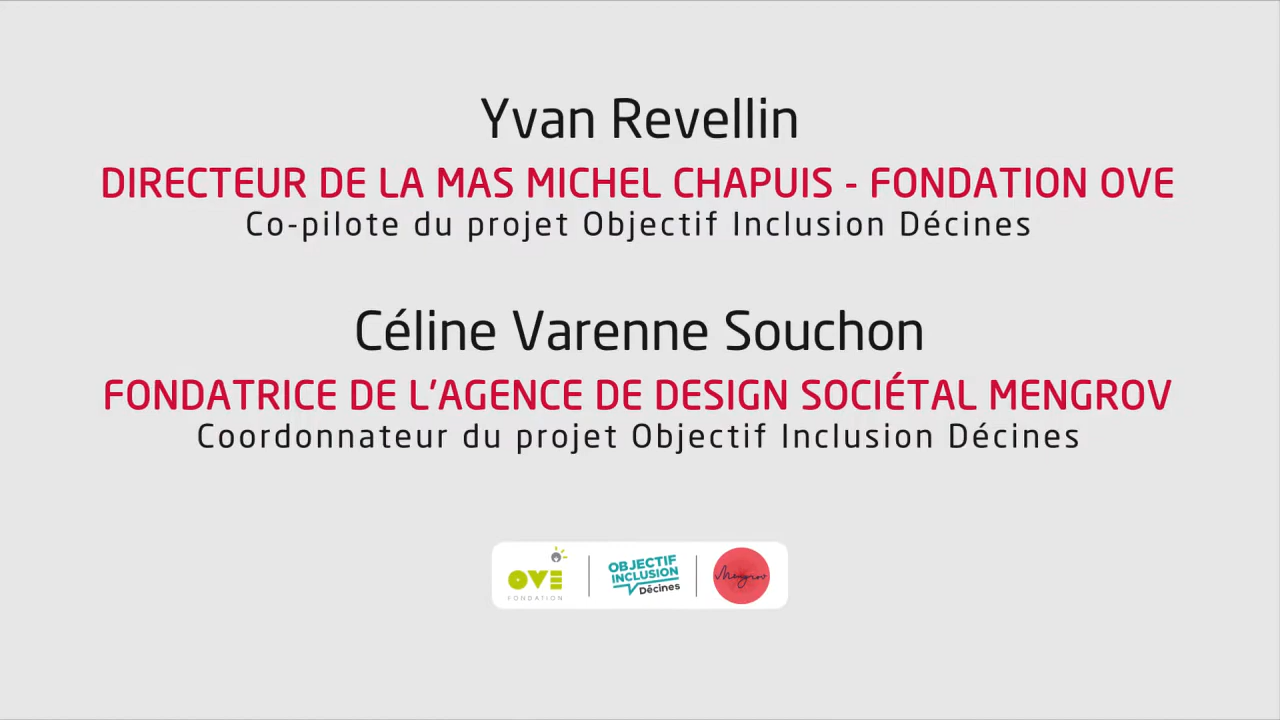 Yvan Revellin
DIRECTEUR DE LA MAS MICHEL CHAPUIS - FONDATION OVE
Co-pilote du projet Objectif Inclusion Décines
Céline Varenne Souchon
FONDATRICE DE L'AGENCE DE DESIGN SOCIÉTAL MENGROV
Coordonnateur du projet Objectif Inclusion Décines
OVE
FONDATION
OBJECTIF
INCLUSION
Décines
Mengrov